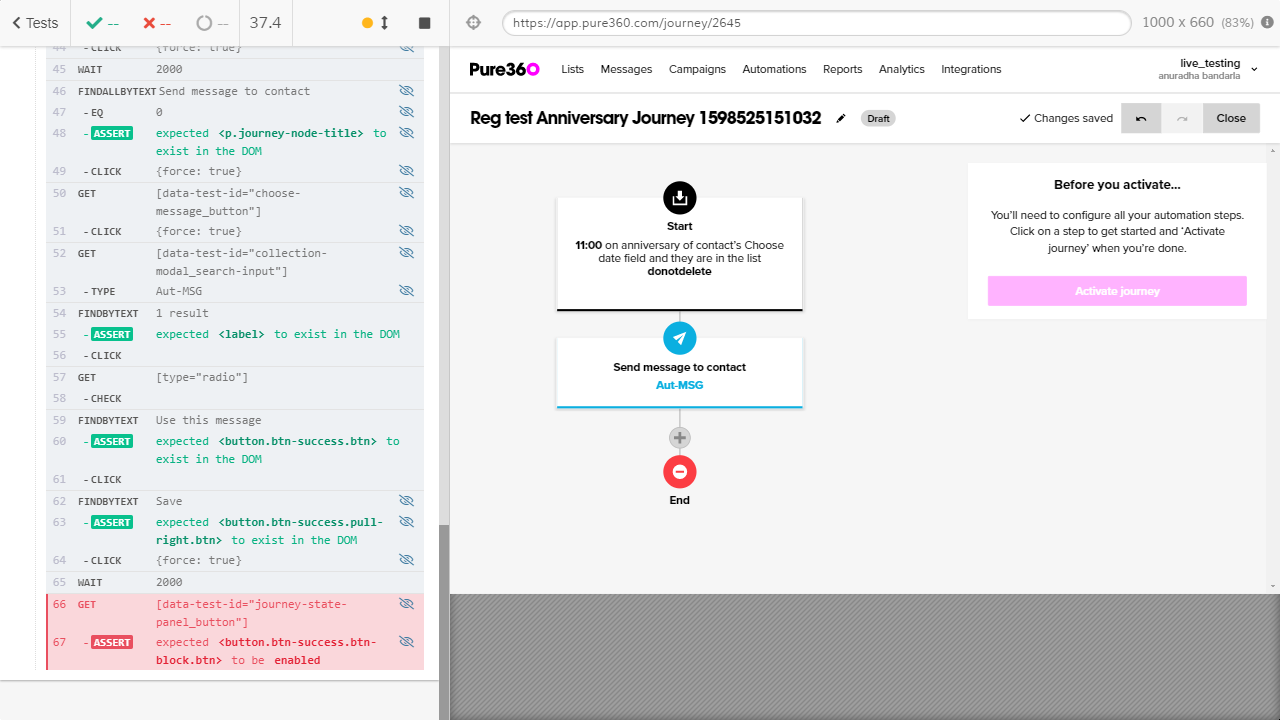 Tests
--
--
--
37.4
https://app.pure360.com/journey/2645
1000 x 660 (83%)
44 -CLICK {force: true}
45 WAIT 2000
46 FINDALLBYTEXT Send message to contact
47 -EQ 0
48 -ASSERT expected <p.journey-node-title> to
exist in the DOM
49 -CLICK {force: true}
50 GET [data-test-id="choose-
message_button"]
51 -CLICK {force: true}
52 GET [data-test-id="collection-
modal_search-input"]
53 -TYPE Aut-MSG
54 FINDBYTEXT 1 result
55 -ASSERT expected <label> to exist in the DOM
56 -CLICK
57 GET [type="radio"]
58 -CHECK
59 FINDBYTEXT Use this message
60 -ASSERT expected <button.btn-success.btn> to
exist in the DOM
61 -CLICK
62 FINDBYTEXT Save
63 -ASSERT expected <button.btn-success.pull-
right.btn> to exist in the DOM
64 -CLICK {force: true}
65 WAIT 2000
66 GET [data-test-id="journey-state-
panel_button"]
67 -ASSERT expected <button.btn-success.btn-
block.btn> to be enabled
Pure360
Lists
Messages
Campaigns
Automations
Reports
Analytics
Integrations
live_testing
anuradha bandarla
Reg test Anniversary Journey 1598525151032
Draft
Changes saved
Close
Start
11:00 on anniversary of contact's Choose
date field and they are in the list
donotdelete
Send message to contact
Aut-MSG
End
Before you activate...
You'll need to configure all your automation steps.
Click on a step to get started and 'Activate
journey' when you're done.
Activate journey